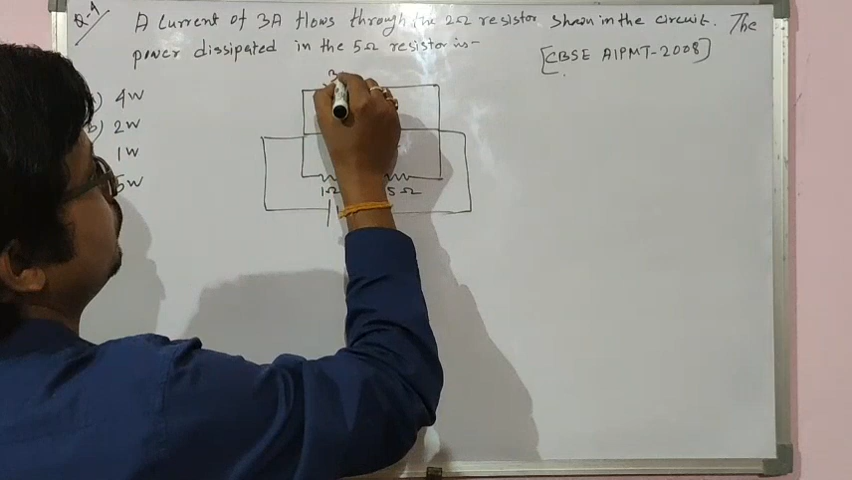 Q-4
A current of 3A flows through the 2Ω resistor shown in the circuit. The
power dissipated in the 5Ω resistor is-
[CBSE AIPMT-2008]
) 4W
b) 2W
1W
5W
1Ω 5Ω